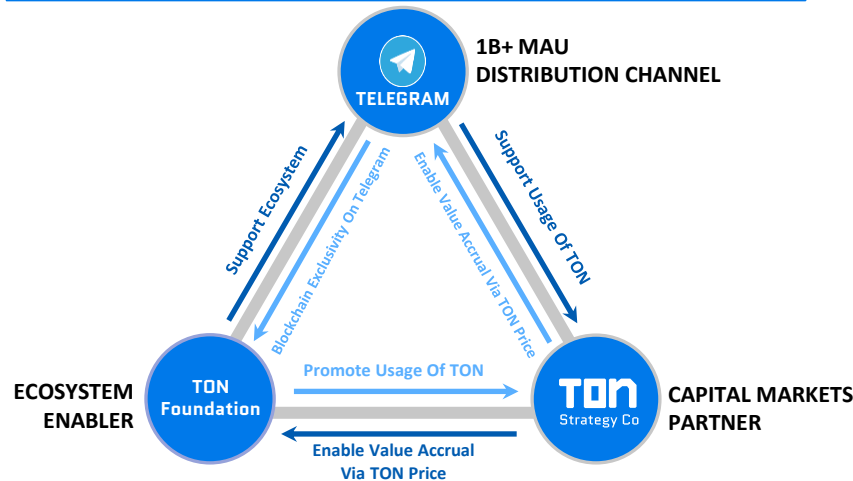 1B+ MAU
DISTRIBUTION CHANNEL
TELEGRAM
Support Ecosystem
Blockchain Exclusivity On Telegram
Enable Value Accrual Via TON Price
Support Usage Of TON
ECOSYSTEM
ENABLER
TON
Foundation
Promote Usage Of TON
TON
Strategy Co
CAPITAL MARKETS
PARTNER
Enable Value Accrual
Via TON Price